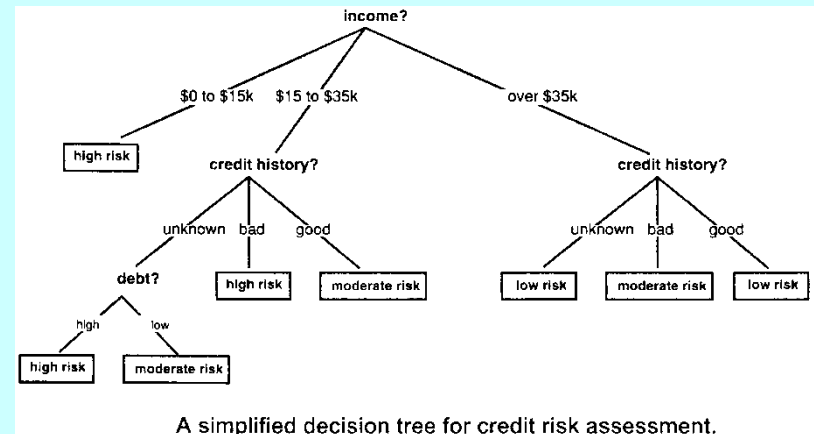 income?
$0 to $15k $15 to $35k over $35k
high risk
credit history? credit history?
unknown bad good unknown bad good
debt? high risk moderate risk low risk moderate risk low risk
high low
high risk moderate risk
A simplified decision tree for credit risk assessment.